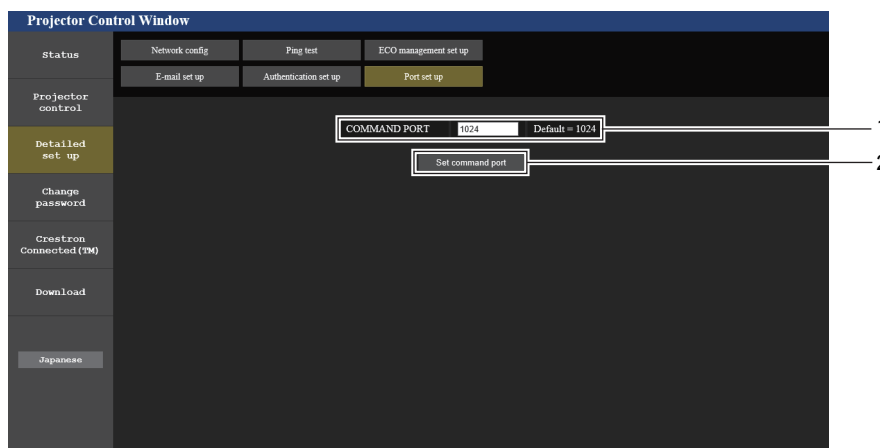 Projector Control Window
Status
Network config
Ping test
ECO management set up
E-mail set up
Authentication set up
Port set up
Projector
control
COMMAND PORT 1024 Default = 1024
1
Set command port
2
Detailed
set up
Change
password
Crestron
Connected(TM)
Download
Japanese